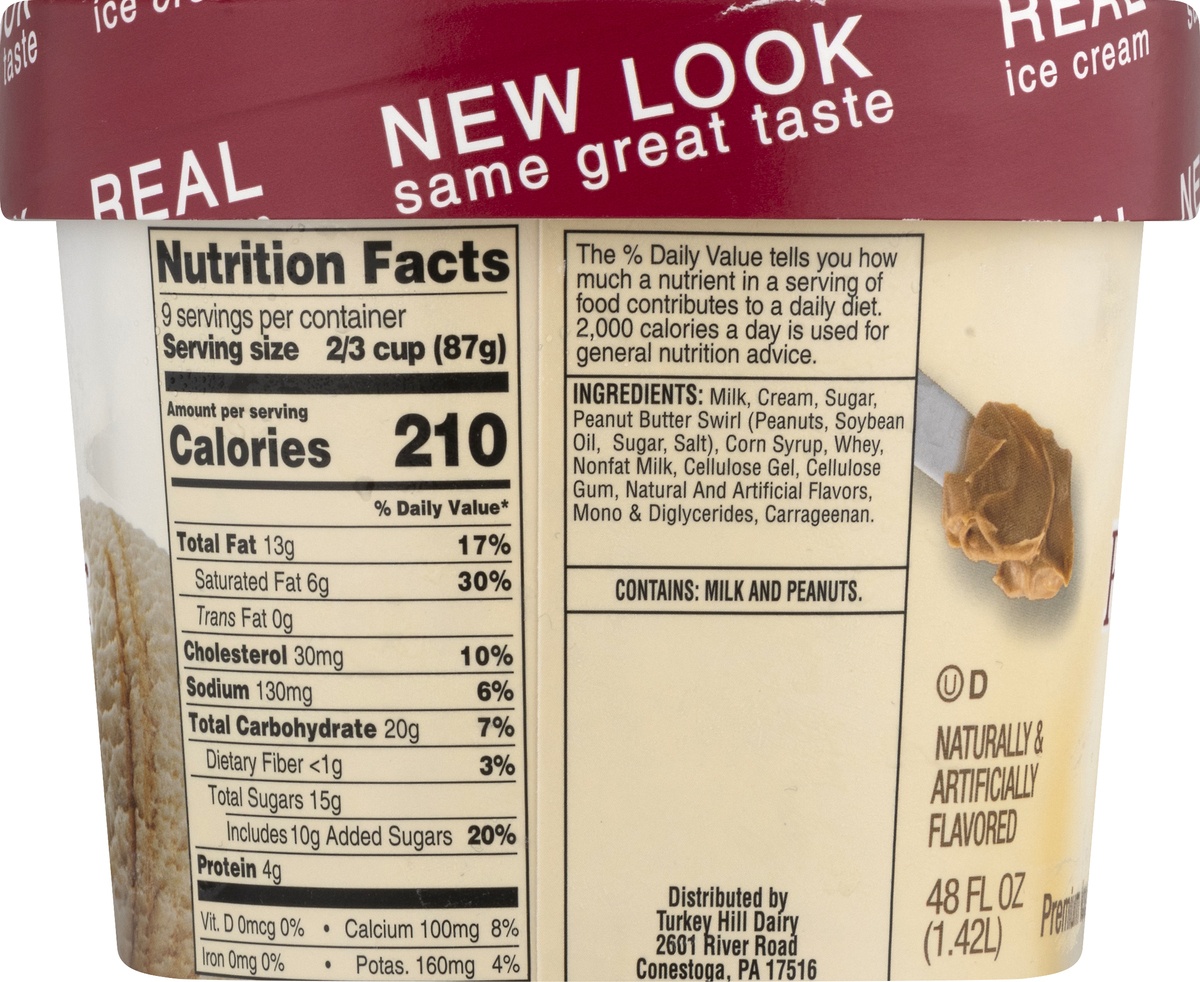 ice cre
taste
NEW LOOK
same great taste
REAL
REAL
ice cream
Nutrition Facts
9 servings per container
Serving size 2/3 cup (87g)
Amount per serving
Calories 210
% Daily Value*
Total Fat 13g 17%
Saturated Fat 6g 30%
Trans Fat 0g
Cholesterol 30mg 10%
Sodium 130mg 6%
Total Carbohydrate 20g 7%
Dietary Fiber <1g 3%
Total Sugars 15g
Includes 10g Added Sugars 20%
Protein 4g
Vit. D 0mcg 0% • Calcium 100mg 8%
Iron 0mg 0% • Potas. 160mg 4%
The % Daily Value tells you how
much a nutrient in a serving of
food contributes to a daily diet.
2,000 calories a day is used for
general nutrition advice.
INGREDIENTS: Milk, Cream, Sugar,
Peanut Butter Swirl (Peanuts, Soybean
Oil, Sugar, Salt), Corn Syrup, Whey,
Nonfat Milk, Cellulose Gel, Cellulose
Gum, Natural And Artificial Flavors,
Mono & Diglycerides, Carrageenan.
CONTAINS: MILK AND PEANUTS.
Distributed by
Turkey Hill Dairy
2601 River Road
Conestoga, PA 17516
U D
NATURALLY &
ARTIFICIALLY
FLAVORED
48 FL OZ
(1.42L)
Premium